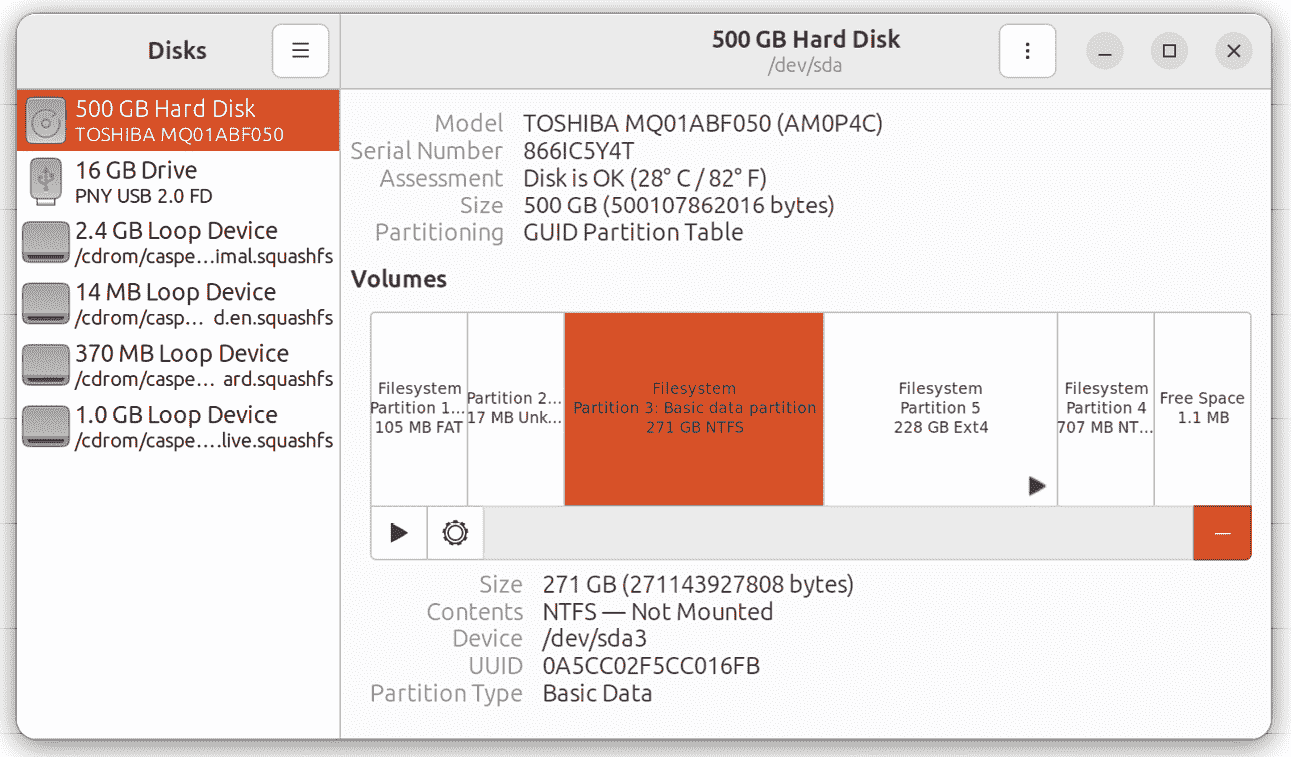 Disks
500 GB Hard Disk
/dev/sda
500 GB Hard Disk
TOSHIBA MQ01ABF050
16 GB Drive
PNY USB 2.0 FD
2.4 GB Loop Device
/cdrom/caspe...imal.squashfs
14 MB Loop Device
/cdrom/casp... d.en.squashfs
370 MB Loop Device
/cdrom/caspe... ard.squashfs
1.0 GB Loop Device
/cdrom/caspe....live.squashfs
Model TOSHIBA MQ01ABF050 (AM0P4C)
Serial Number 866IC5Y4T
Assessment Disk is OK (28° C / 82° F)
Size 500 GB (500107862016 bytes)
Partitioning GUID Partition Table
Volumes
Filesystem
Partition 1...
105 MB FAT
Partition 2...
17 MB Unk...
Filesystem
Partition 3: Basic data partition
271 GB NTFS
Filesystem
Partition 5
228 GB Ext4
Filesystem
Partition 4
707 MB NT...
Free Space
1.1 MB
Size 271 GB (271143927808 bytes)
Contents NTFS — Not Mounted
Device /dev/sda3
UUID 0A5CC02F5CC016FB
Partition Type Basic Data